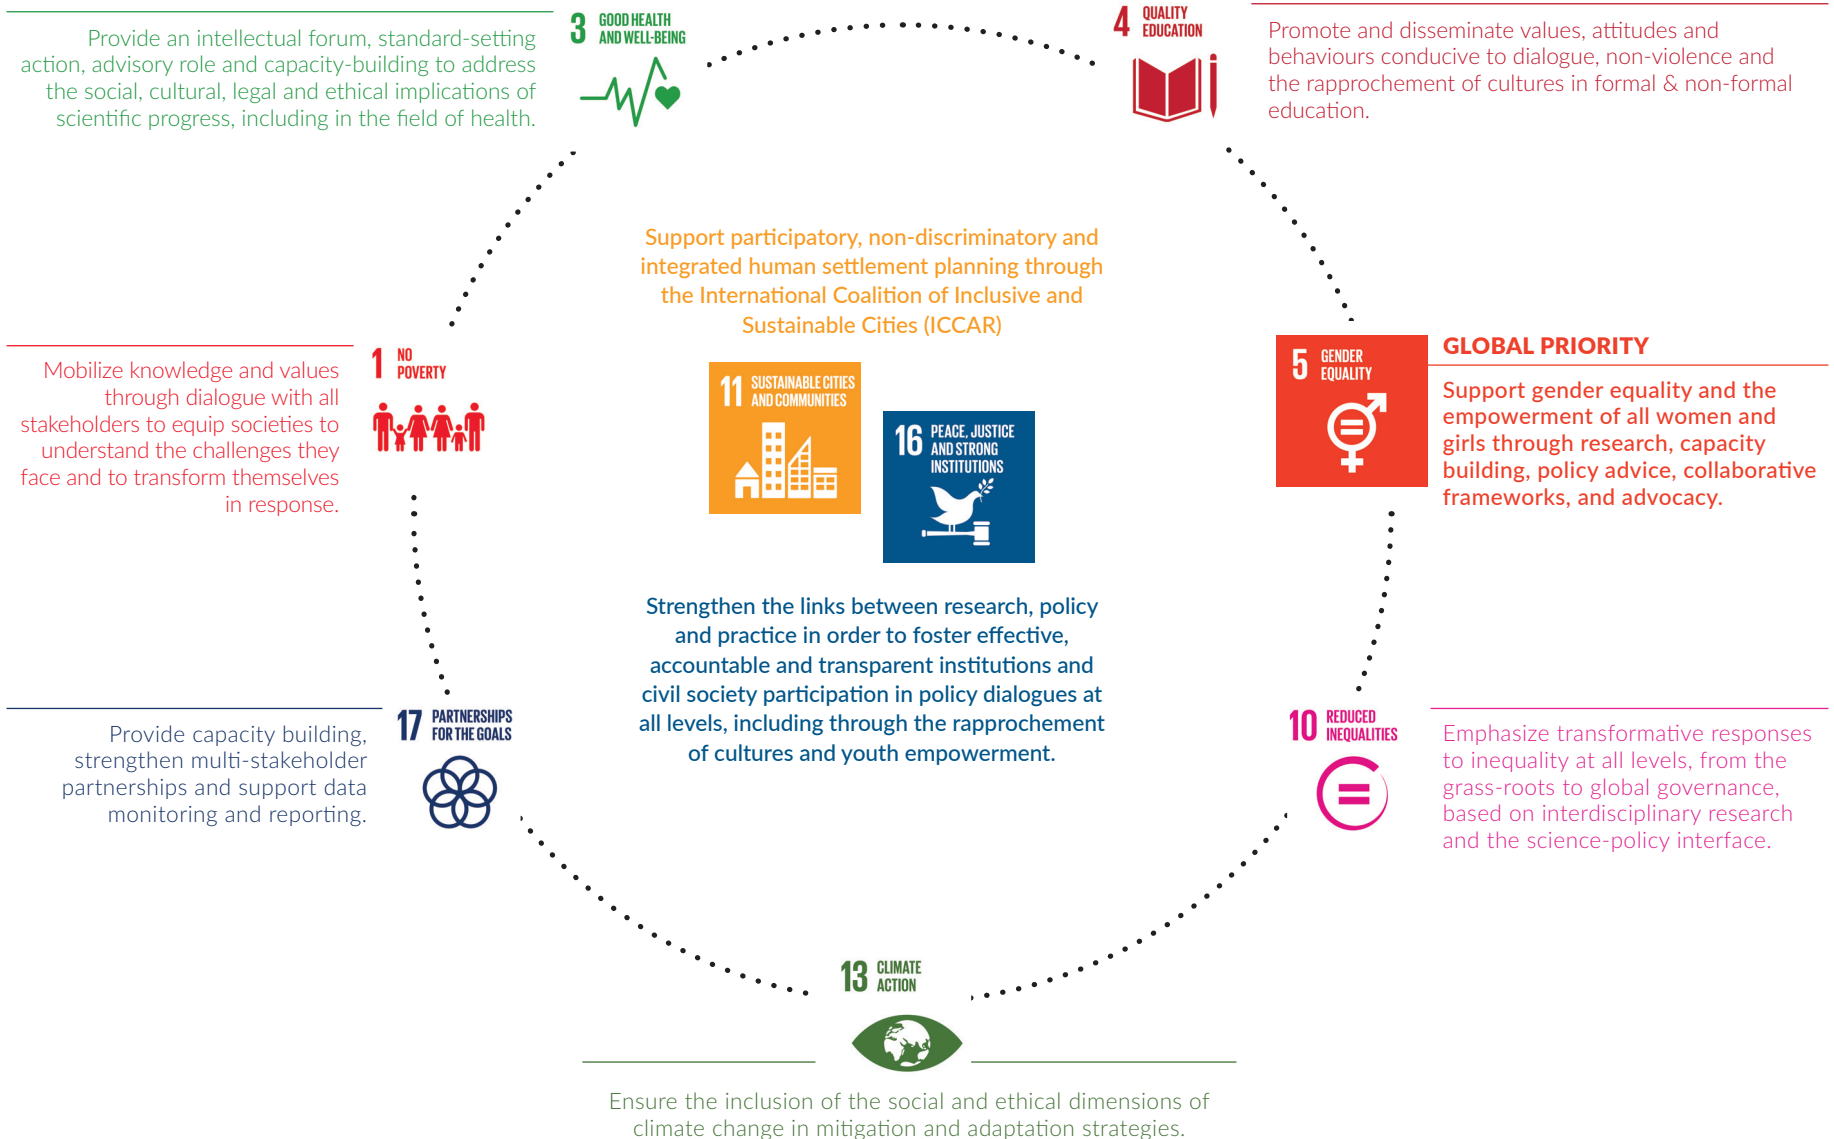 3 GOOD HEALTH
AND WELL-BEING
Provide an intellectual forum, standard-setting
action, advisory role and capacity-building to address
the social, cultural, legal and ethical implications of
scientific progress, including in the field of health.
4 QUALITY
EDUCATION
Promote and disseminate values, attitudes and
behaviours conducive to dialogue, non-violence and
the rapprochement of cultures in formal & non-formal
education.
Support participatory, non-discriminatory and
integrated human settlement planning through
the International Coalition of Inclusive and
Sustainable Cities (ICCAR)
11 SUSTAINABLE CITIES
AND COMMUNITIES
16 PEACE, JUSTICE
AND STRONG
INSTITUTIONS
Strengthen the links between research, policy
and practice in order to foster effective,
accountable and transparent institutions and
civil society participation in policy dialogues at
all levels, including through the rapprochement
of cultures and youth empowerment.
1 NO
POVERTY
Mobilize knowledge and values
through dialogue with all
stakeholders to equip societies to
understand the challenges they
face and to transform themselves
in response.
5 GENDER
EQUALITY
GLOBAL PRIORITY
Support gender equality and the
empowerment of all women and
girls through research, capacity
building, policy advice, collaborative
frameworks, and advocacy.
17 PARTNERSHIPS
FOR THE GOALS
Provide capacity building,
strengthen multi-stakeholder
partnerships and support data
monitoring and reporting.
10 REDUCED
INEQUALITIES
Emphasize transformative responses
to inequality at all levels, from the
grass-roots to global governance,
based on interdisciplinary research
and the science-policy interface.
13 CLIMATE
ACTION
Ensure the inclusion of the social and ethical dimensions of
climate change in mitigation and adaptation strategies.